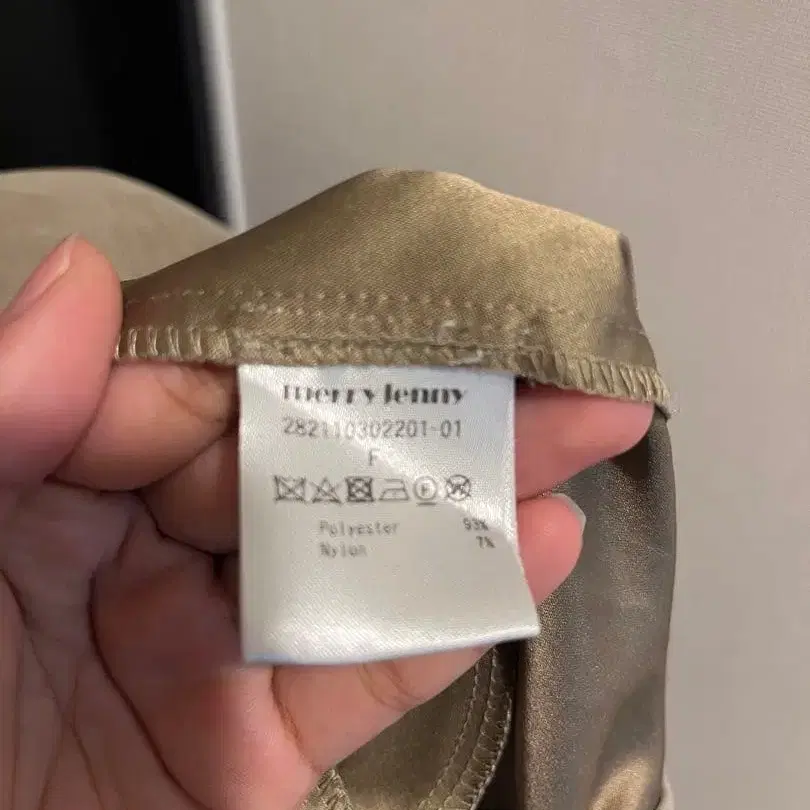 merry jenny
282110302201-01
F
Polyester 93%
Nylon 7%